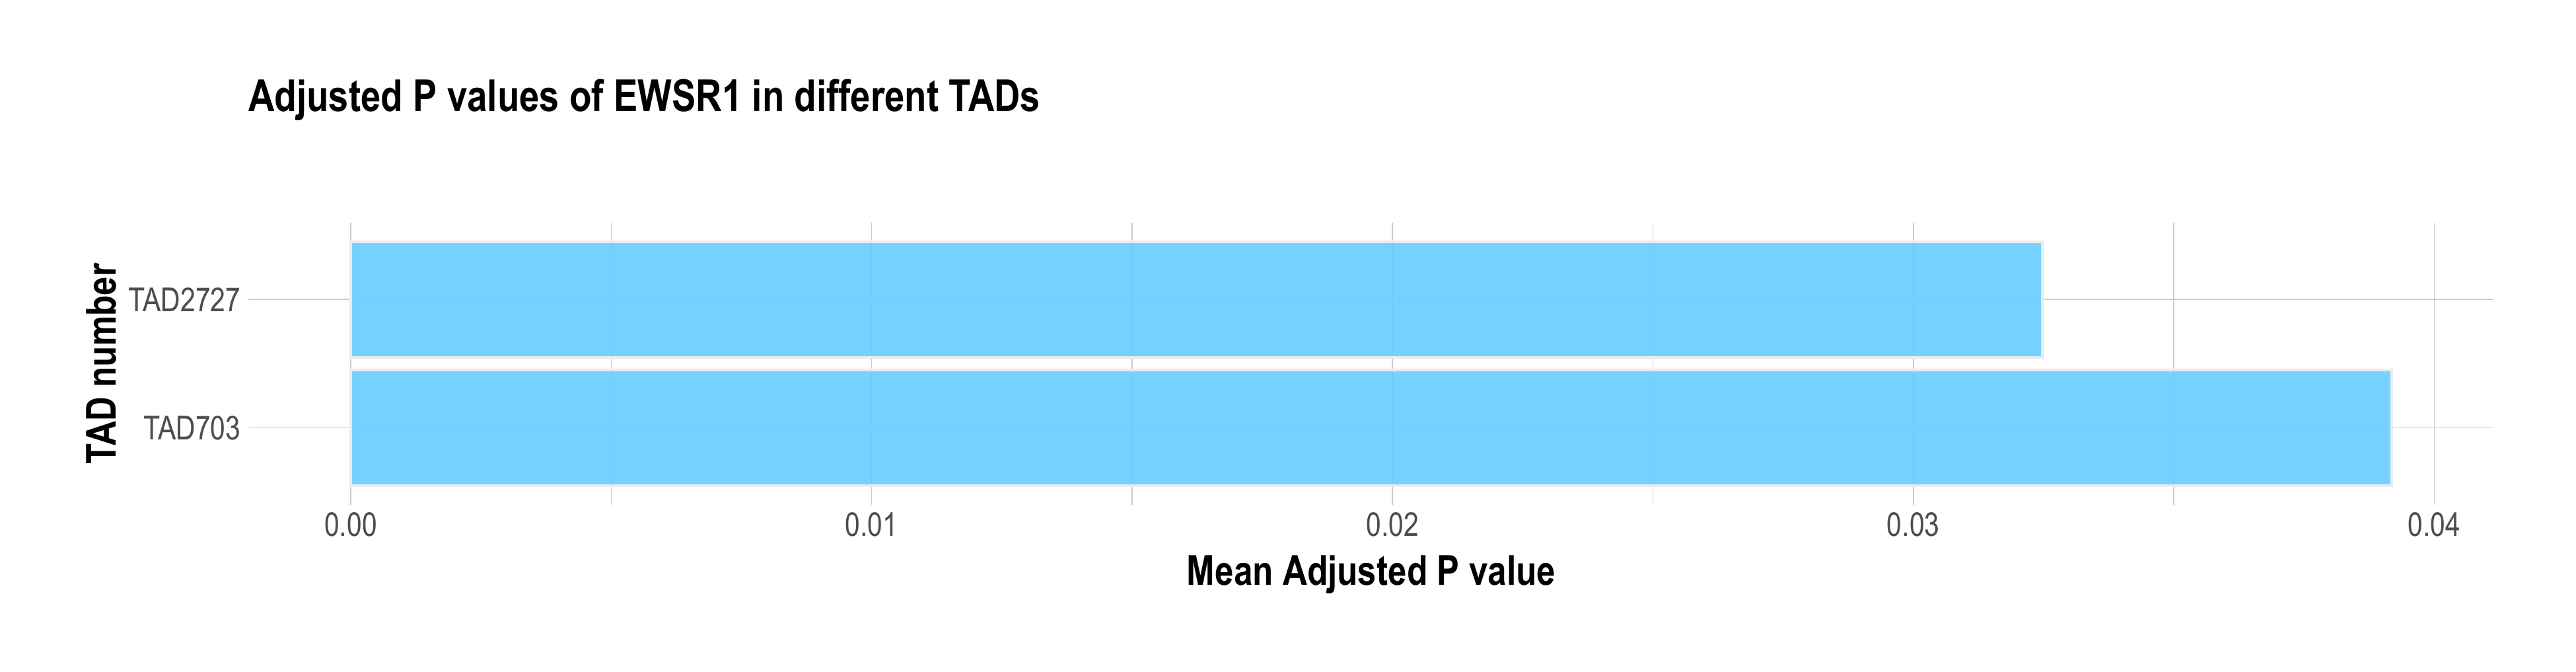 Adjusted P values of EWSR1 in different TADs
TAD number
TAD2727
TAD703
0.00 0.01 0.02 0.03 0.04
Mean Adjusted P value